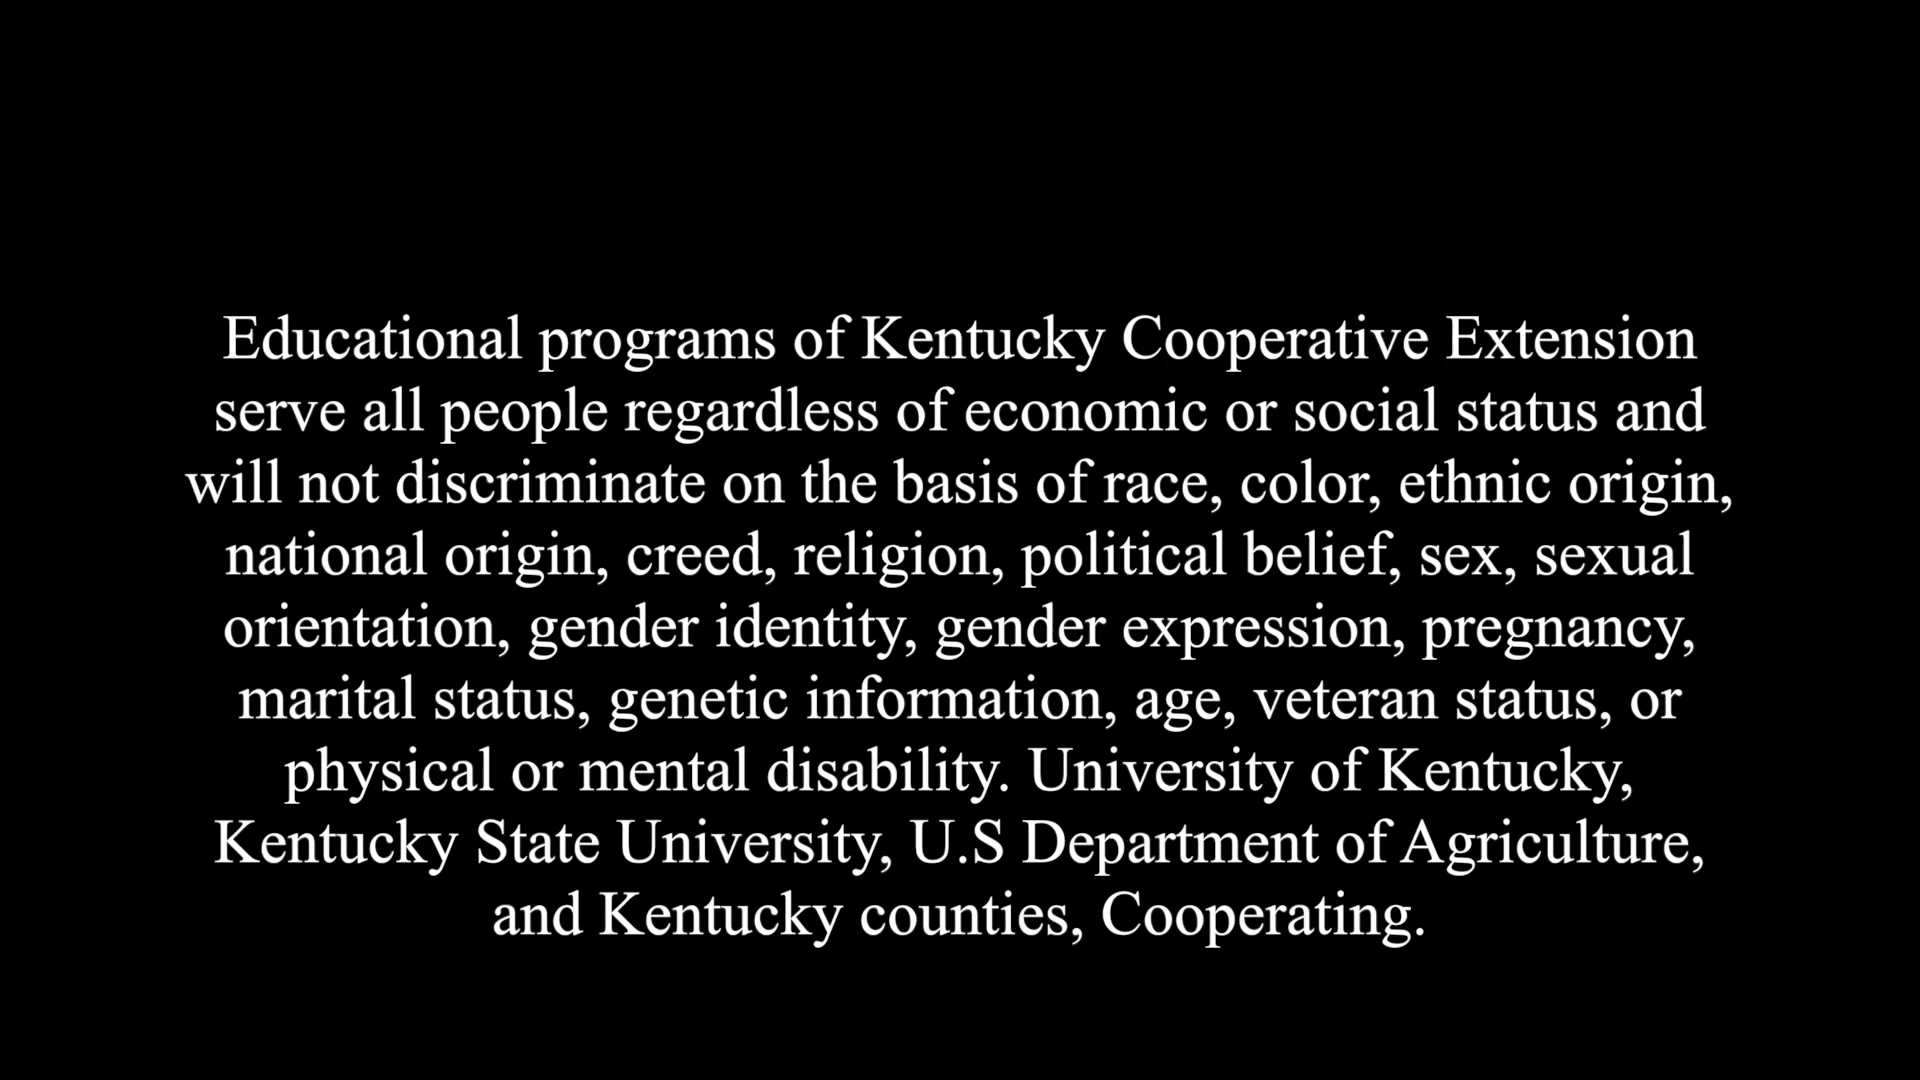 Educational programs of Kentucky Cooperative Extension
serve all people regardless of economic or social status and
will not discriminate on the basis of race, color, ethnic origin,
national origin, creed, religion, political belief, sex, sexual
orientation, gender identity, gender expression, pregnancy,
marital status, genetic information, age, veteran status, or
physical or mental disability. University of Kentucky,
Kentucky State University, U.S Department of Agriculture,
and Kentucky counties, Cooperating.